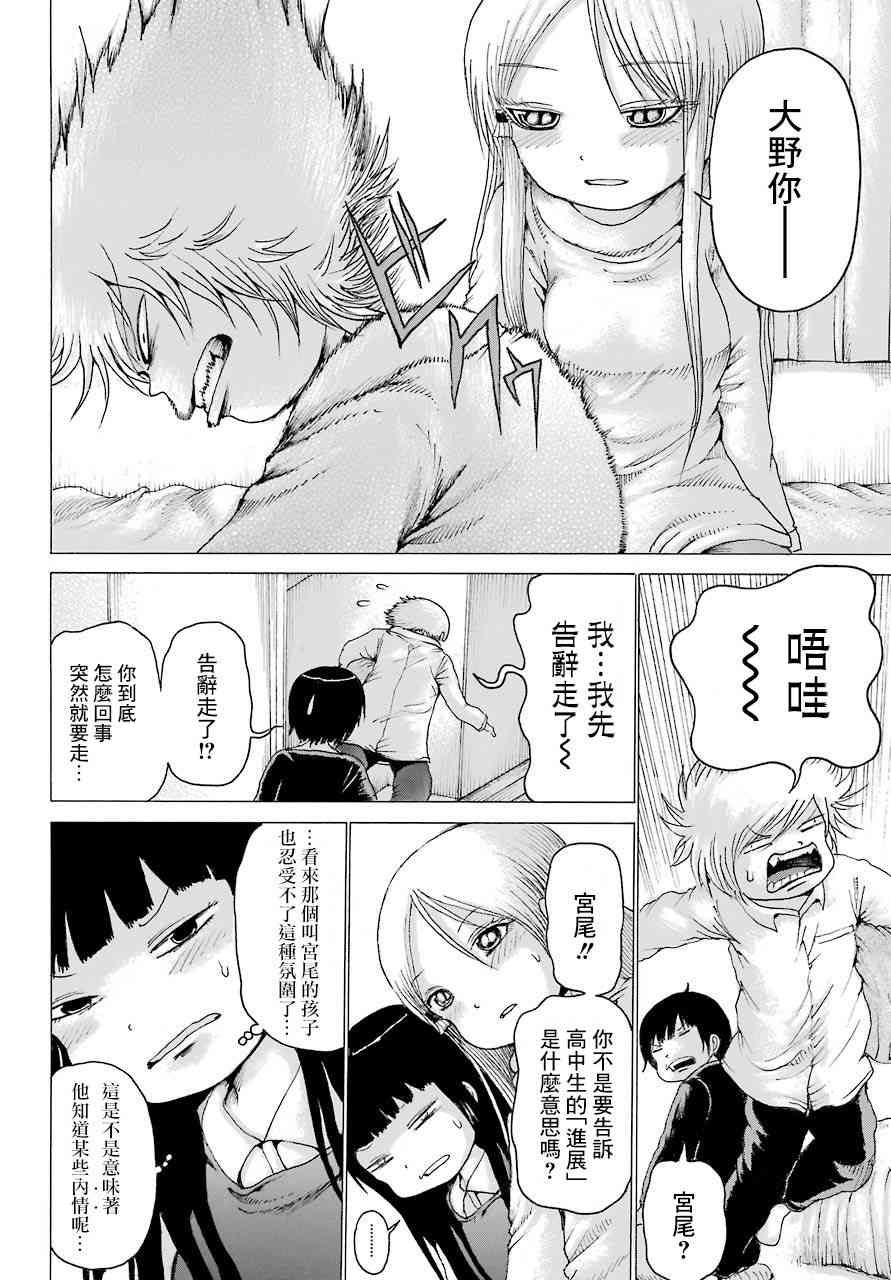 大野你——
ビクッ
唔哇
～～
宮尾？
我…我先
告辭走了～
告辭走了!?
你到底
怎麼回事
突然就要走…
宮尾!!
你不是要告訴
高中生的「進展」
是什麼意思嗎？
………
…看來那個叫宮尾的孩子
也忍受不了這種氛圍了…
這是不是意味著
他知道某些內情呢…